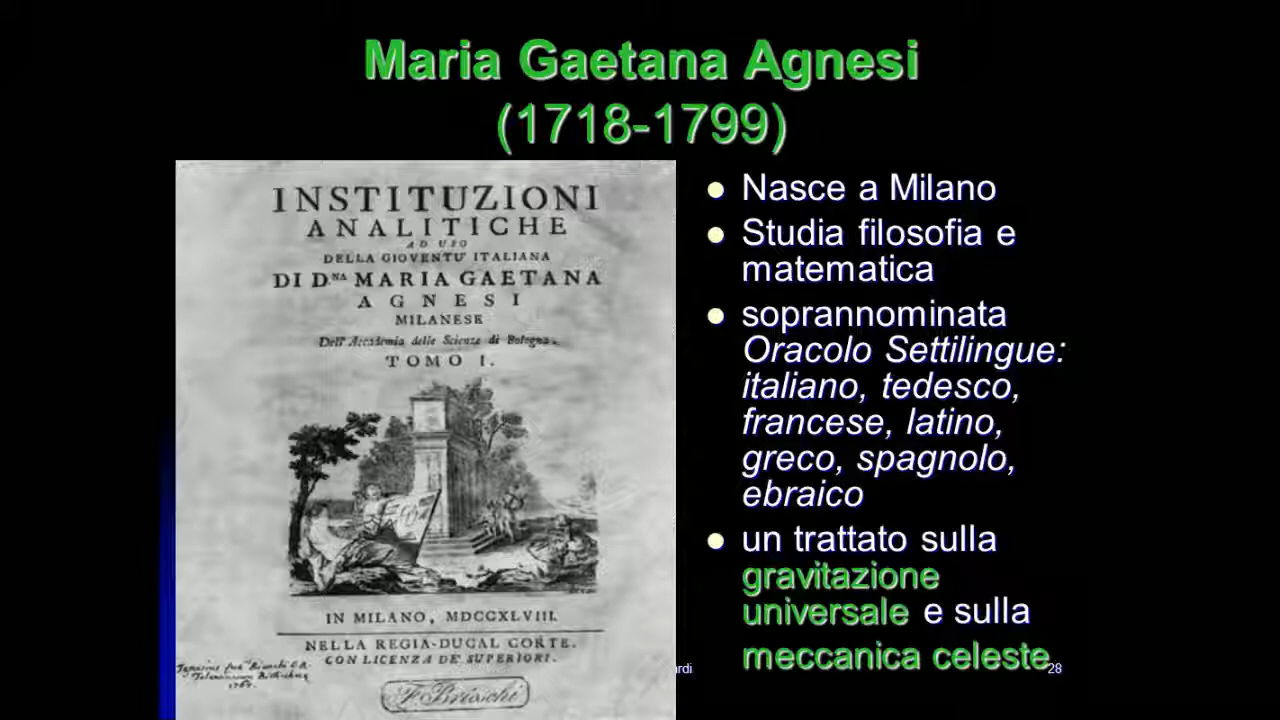 Maria Gaetana Agnesi
(1718-1799)
INSTITUZIONI
ANALITICHE
AD USO
DELLA GIOVENTU' ITALIANA
DI D.NA MARIA GAETANA
AGNESI
MILANESE
Dell' Accademia delle Scienze di Bologna.
TOMO I.
IN MILANO, MDCCXLVIII.
NELLA REGIA-DUCAL CORTE.
CON LICENZA DE' SUPERIORI.
F. Brioschi
Nasce a Milano
Studia filosofia e
matematica
soprannominata
Oracolo Settilingue:
italiano, tedesco,
francese, latino,
greco, spagnolo,
ebraico
un trattato sulla
gravitazione
universale e sulla
meccanica celeste
28